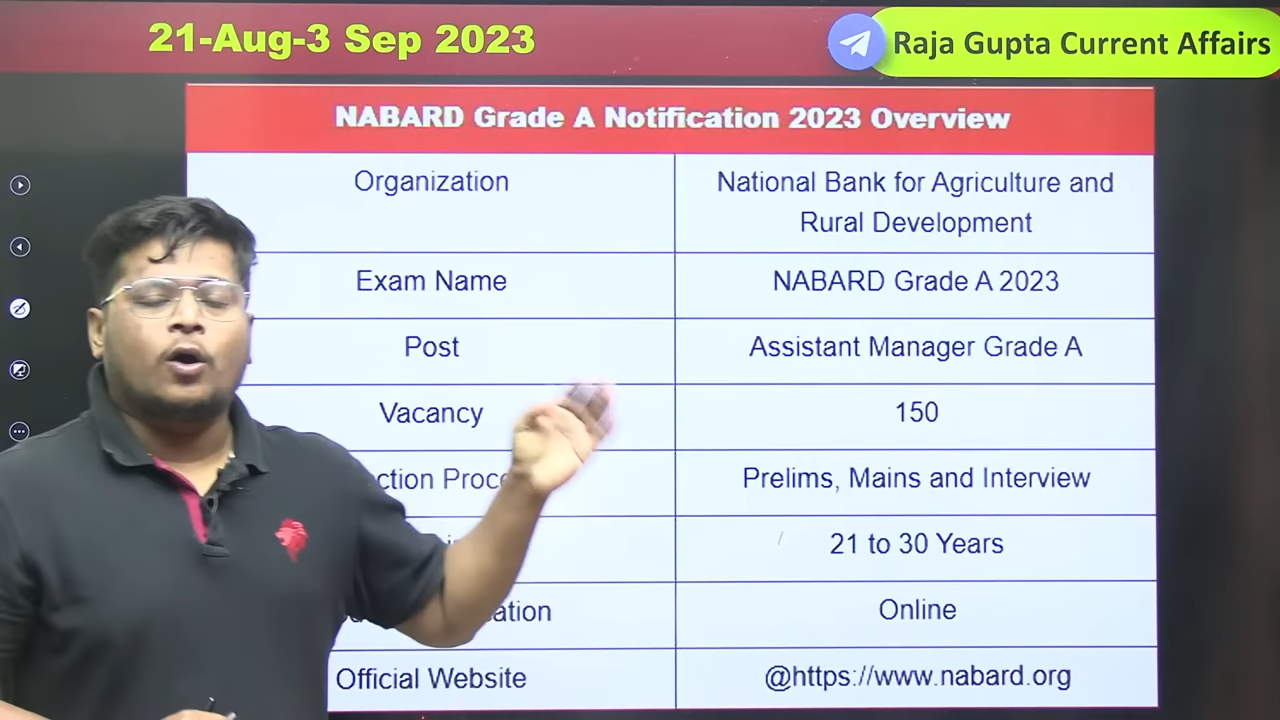 21-Aug-3 Sep 2023
Raja Gupta Current Affairs
NABARD Grade A Notification 2023 Overview
Organization
National Bank for Agriculture and
Rural Development
Exam Name
NABARD Grade A 2023
Post
Assistant Manager Grade A
Vacancy
150
Prelims, Mains and Interview
21 to 30 Years
Online
Official Website
@https://www.nabard.org